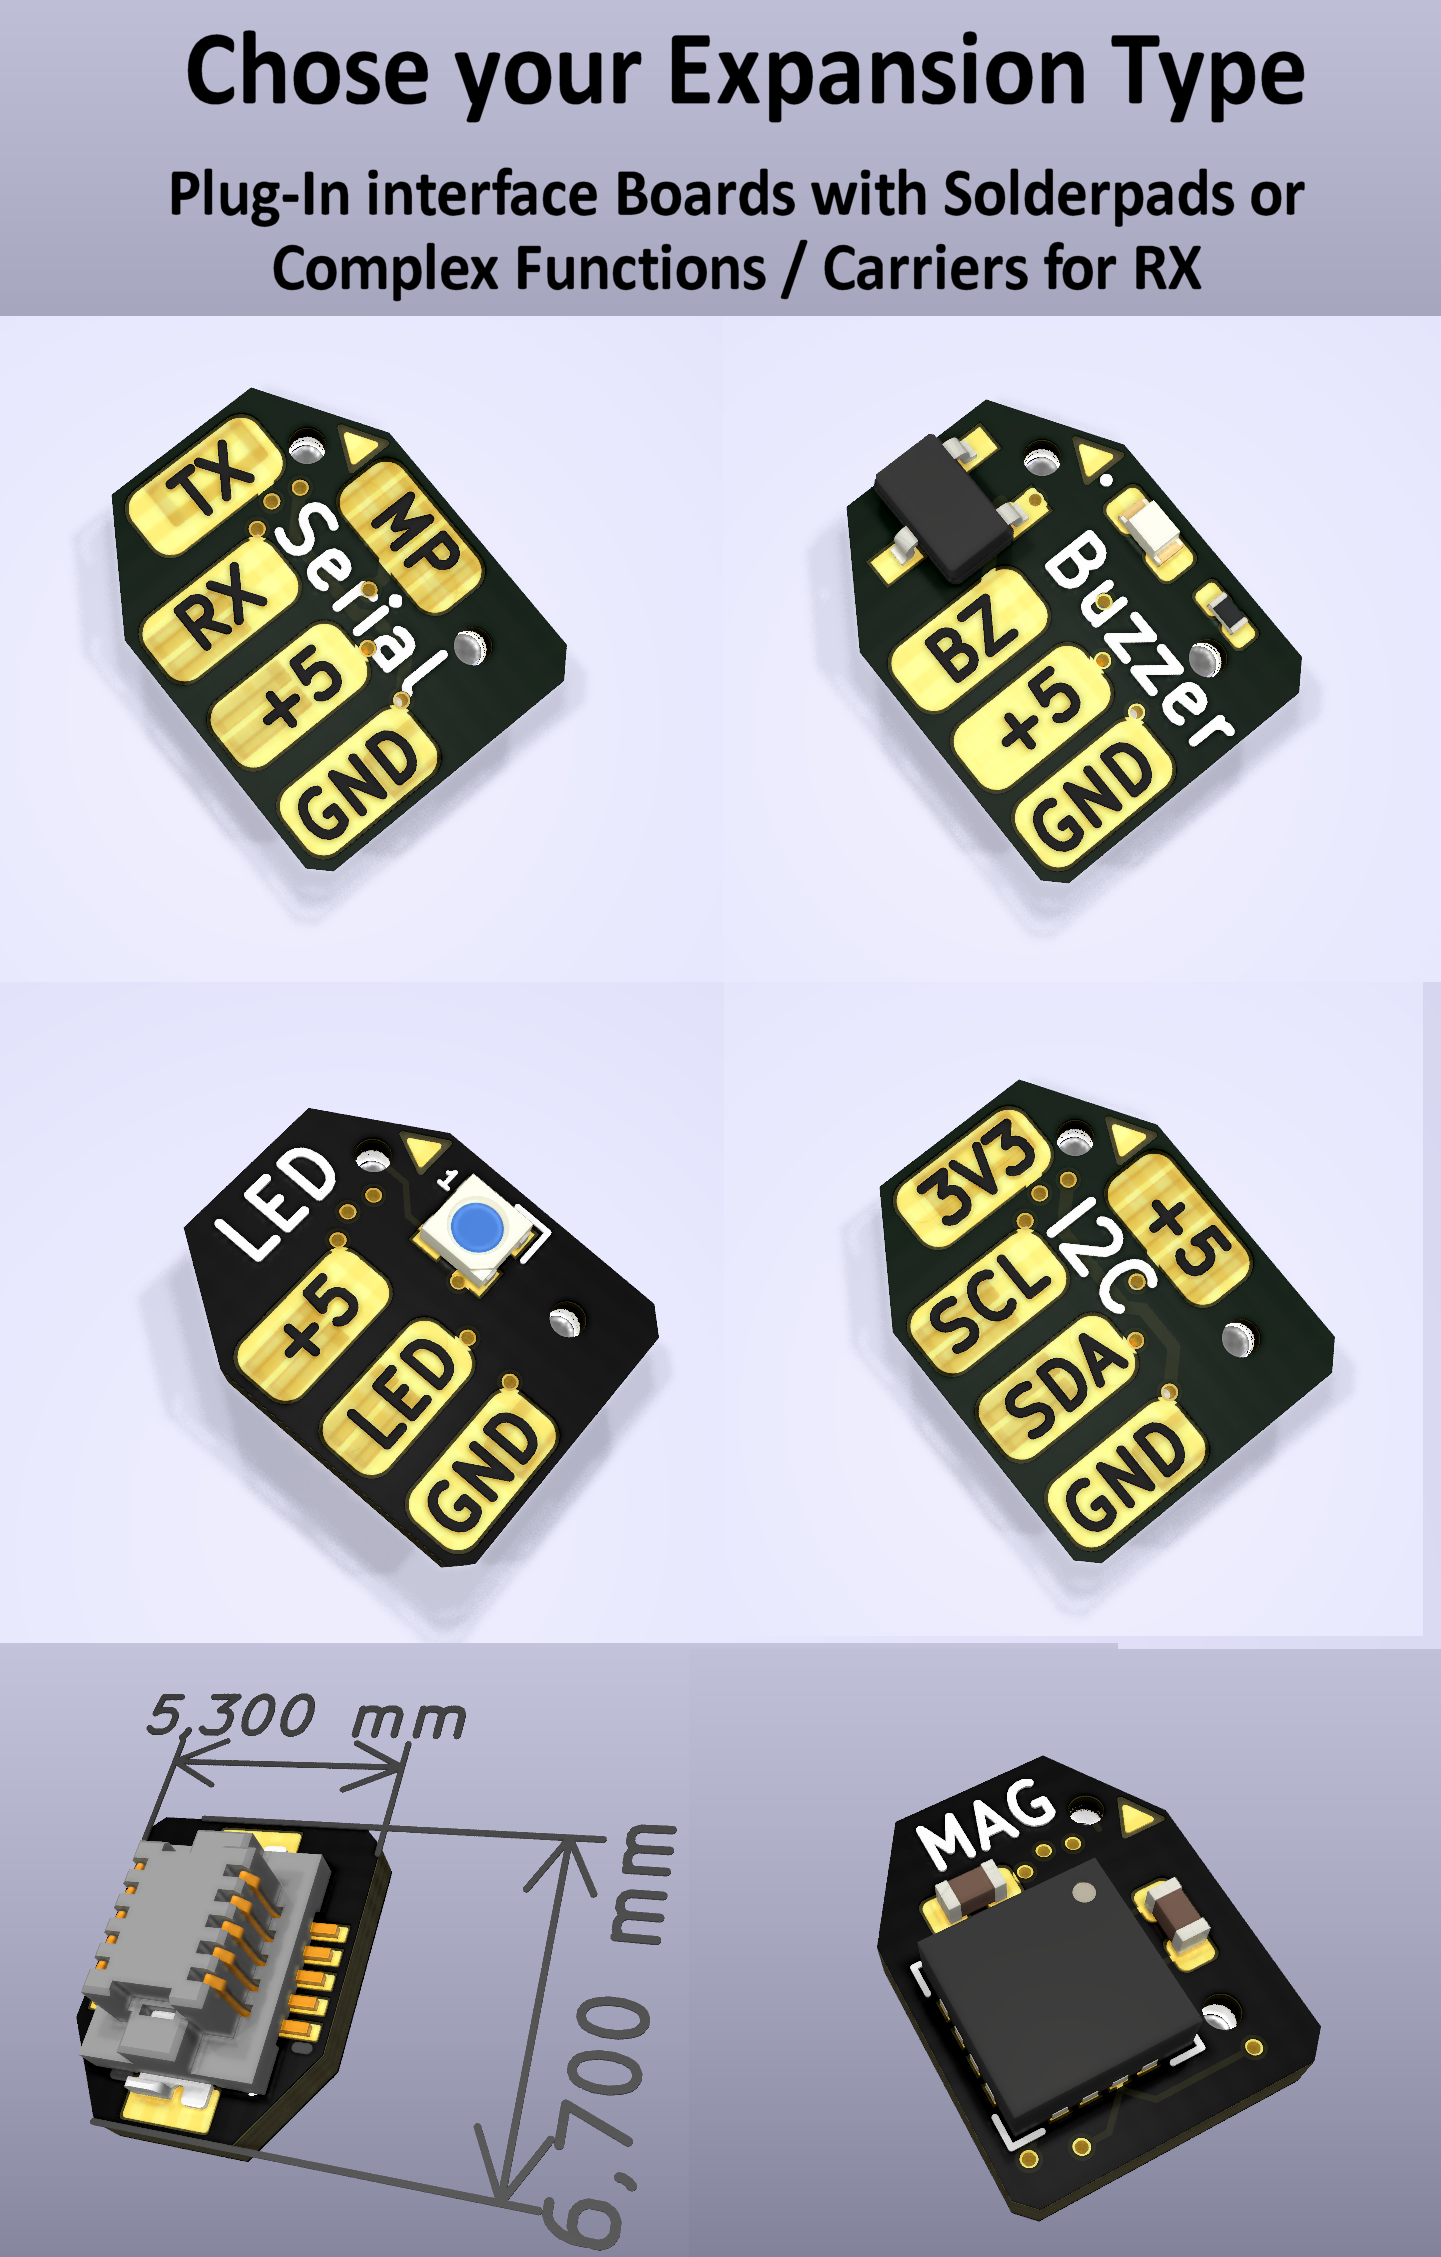 Chose your Expansion Type
Plug-In interface Boards with Solderpads or
Complex Functions / Carriers for RX
TX
MP
Serial
RX
+5
GND
Buzzer
BZ
+5
GND
LED
1
+5
LED
GND
3V3
+5
I2C
SCL
SDA
GND
5,300 mm
6,700 mm
MAG